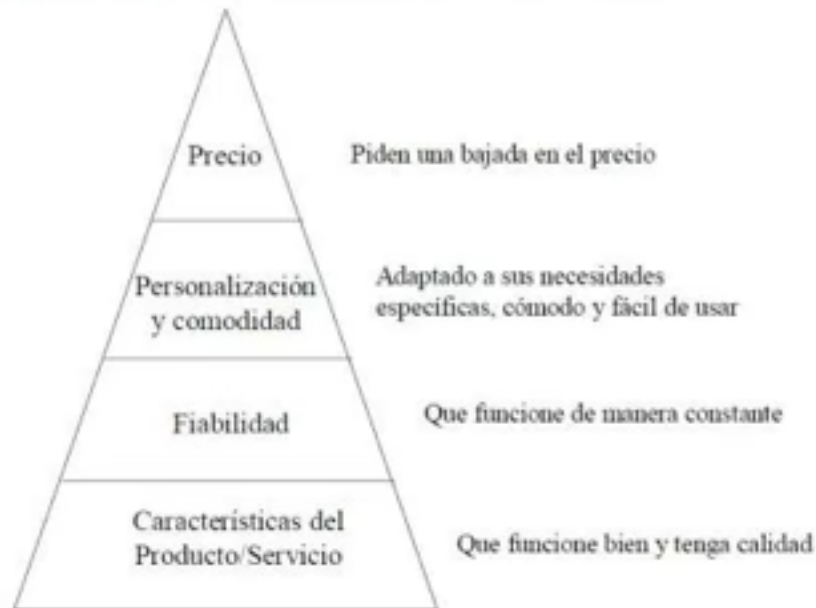 Precio
Piden una bajada en el precio
Personalización
y comodidad
Adaptado a sus necesidades
específicas, cómodo y fácil de usar
Fiabilidad
Que funcione de manera constante
Características del
Producto/Servicio
Que funcione bien y tenga calidad